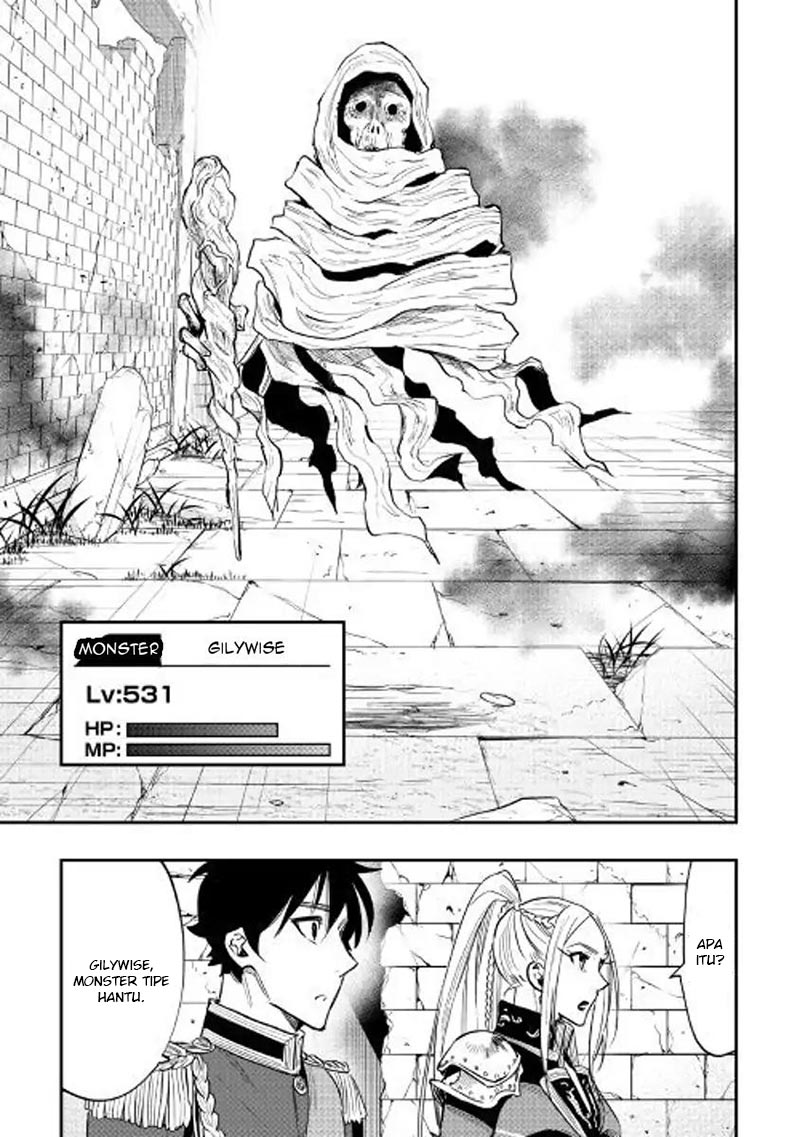 MONSTER GILYWISE
Lv:531
HP:
MP:
APA
ITU?
GILYWISE,
MONSTER TIPE
HANTU.